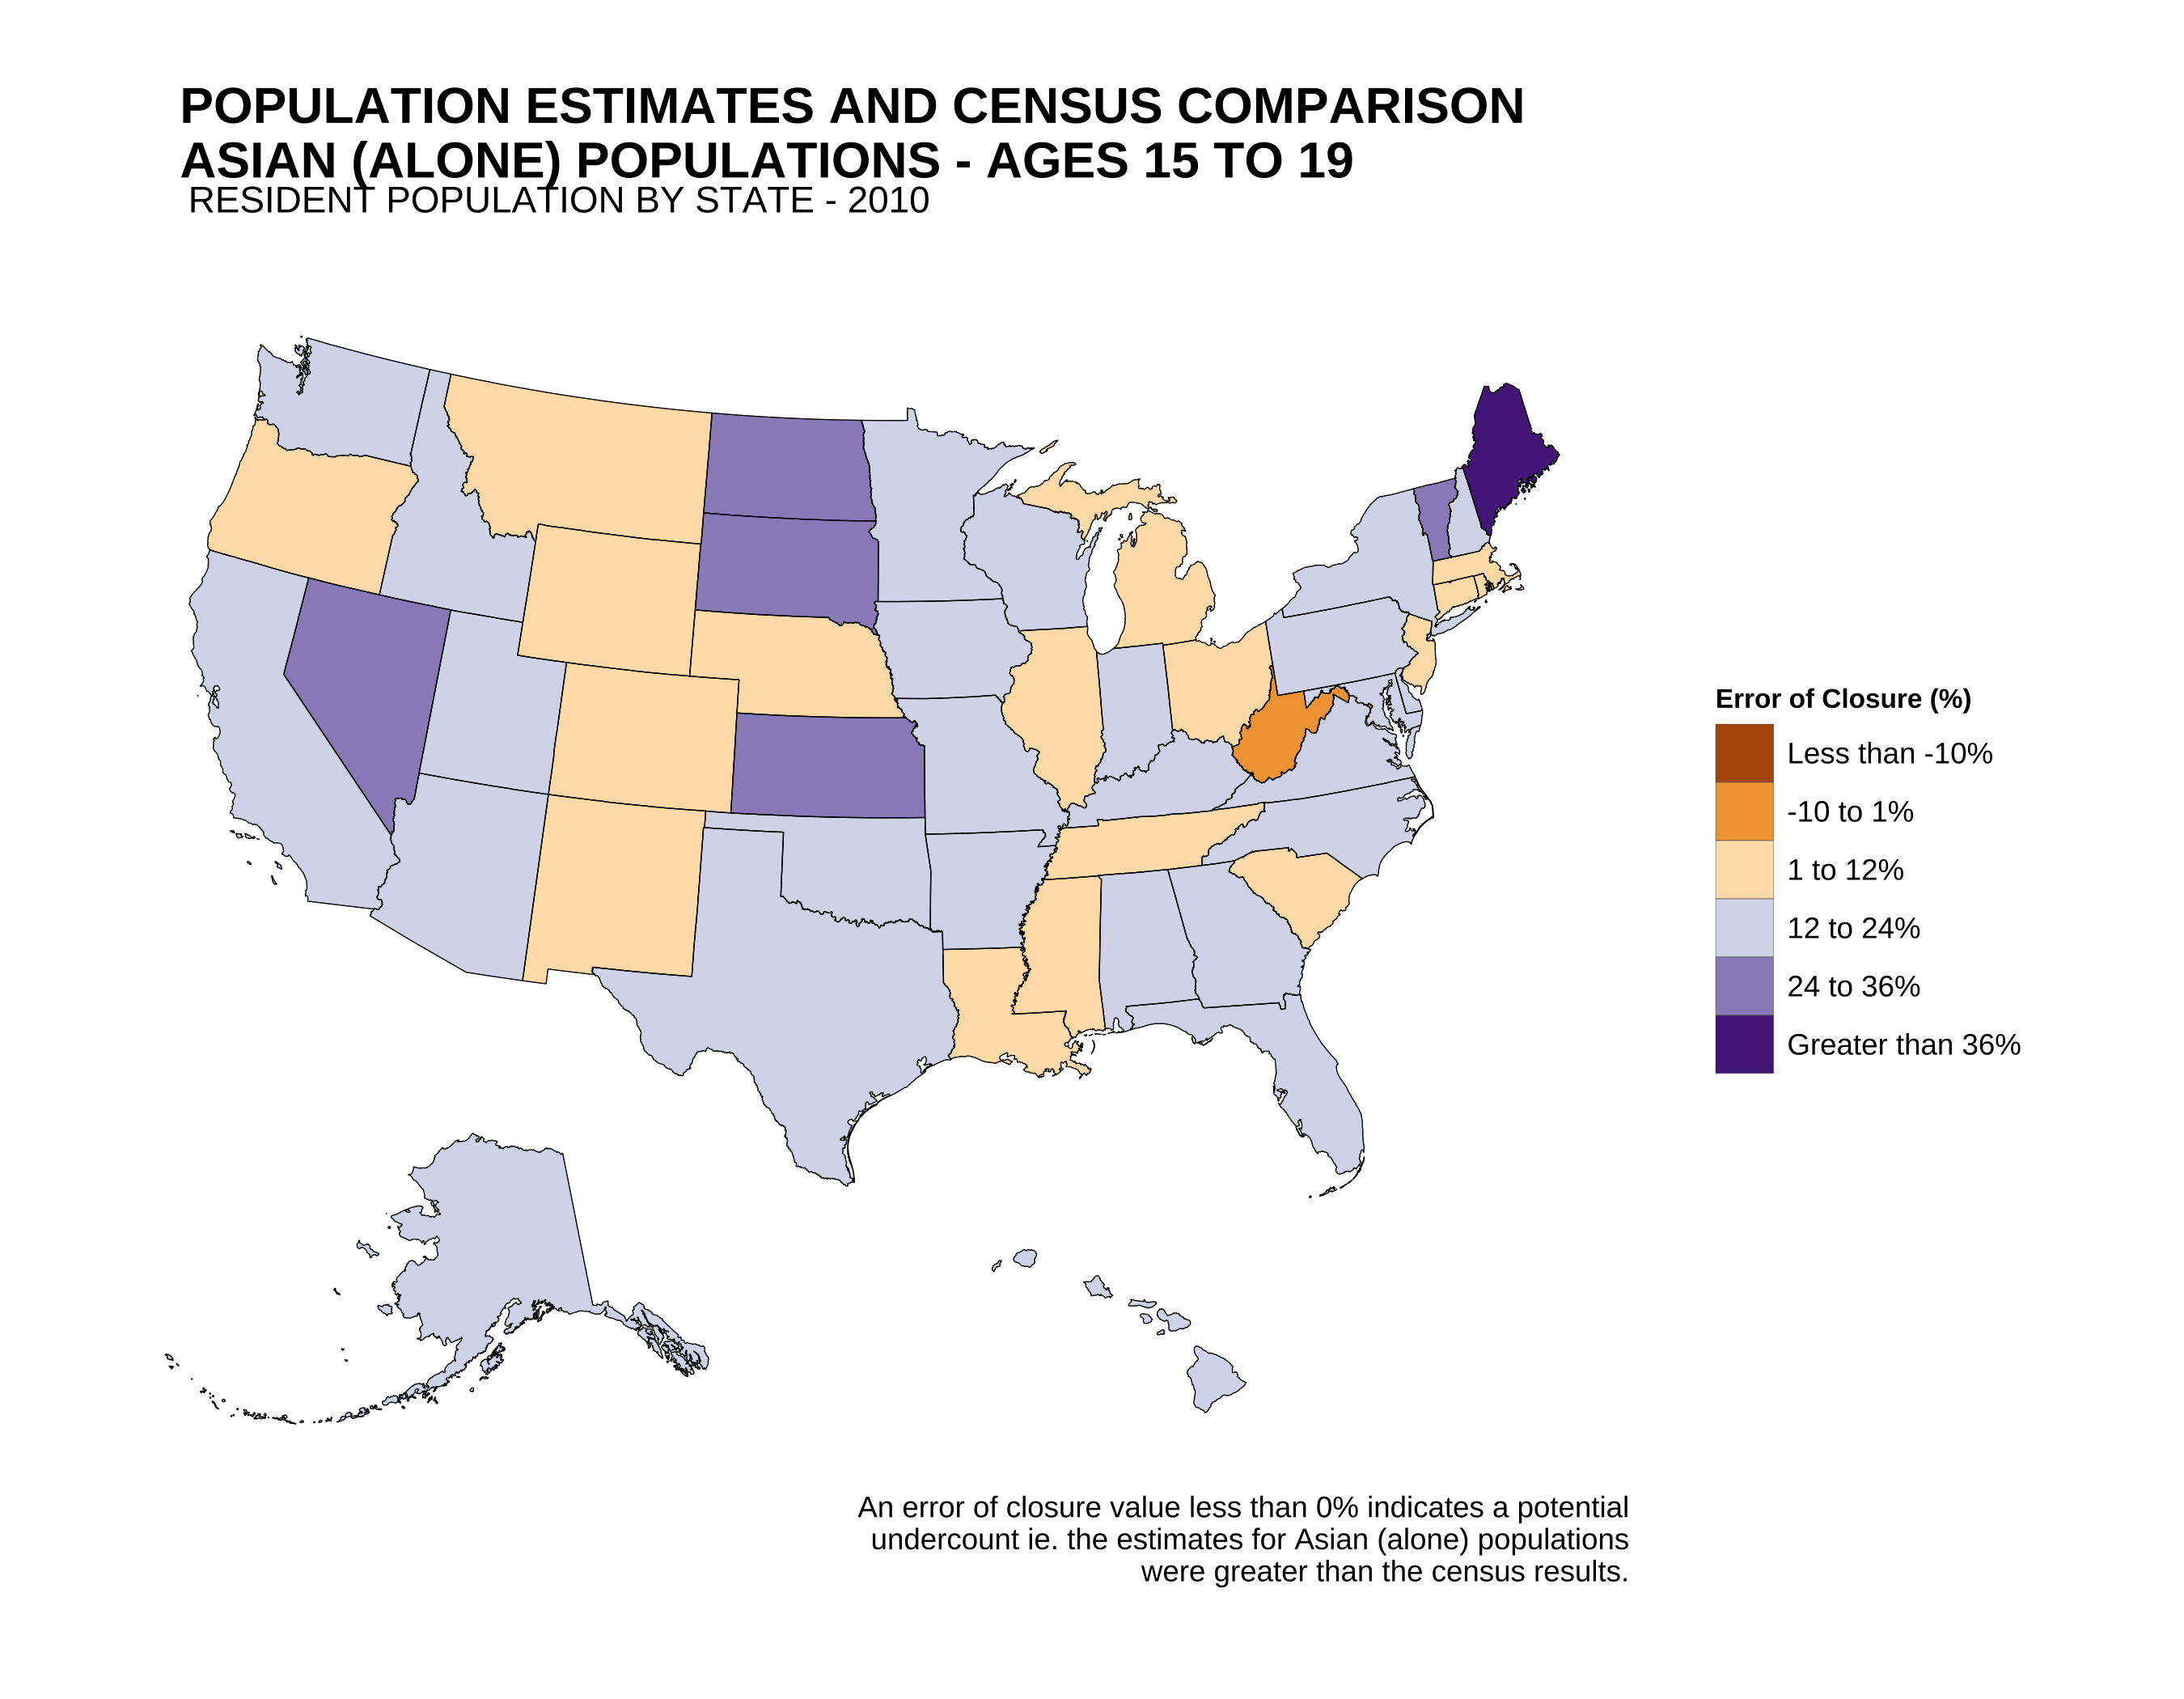 POPULATION ESTIMATES AND CENSUS COMPARISON
ASIAN (ALONE) POPULATIONS - AGES 15 TO 19
RESIDENT POPULATION BY STATE - 2010
Error of Closure (%)
Less than -10%
-10 to 1%
1 to 12%
12 to 24%
24 to 36%
Greater than 36%
An error of closure value less than 0% indicates a potential
undercount ie. the estimates for Asian (alone) populations
were greater than the census results.